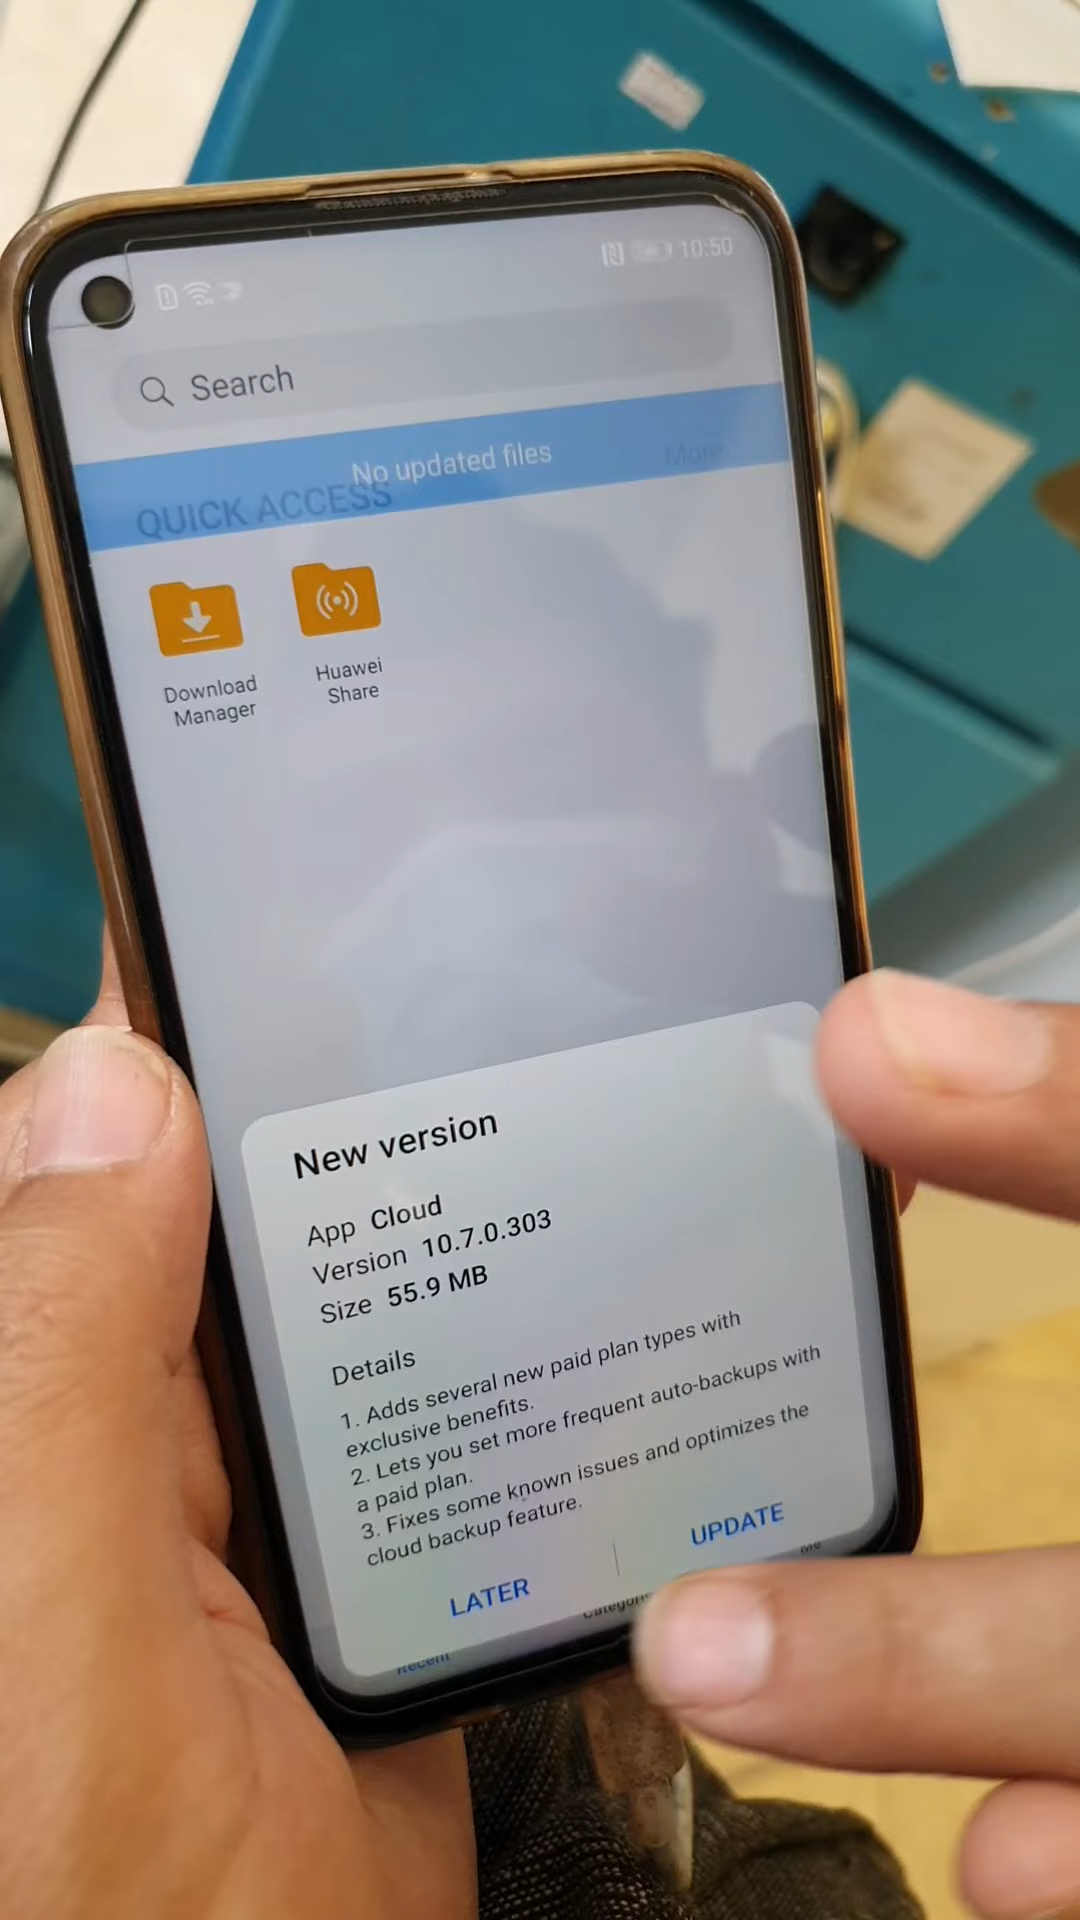 10:50
Search
No updated files
More
QUICK ACCESS
Download
Manager
Huawei
Share
New version
App Cloud
Version 10.7.0.303
Size 55.9 MB
Details
1. Adds several new paid plan types with
exclusive benefits.
2. Lets you set more frequent auto-backups with
a paid plan.
3. Fixes some known issues and optimizes the
cloud backup feature.
LATER
UPDATE
Recent
Me